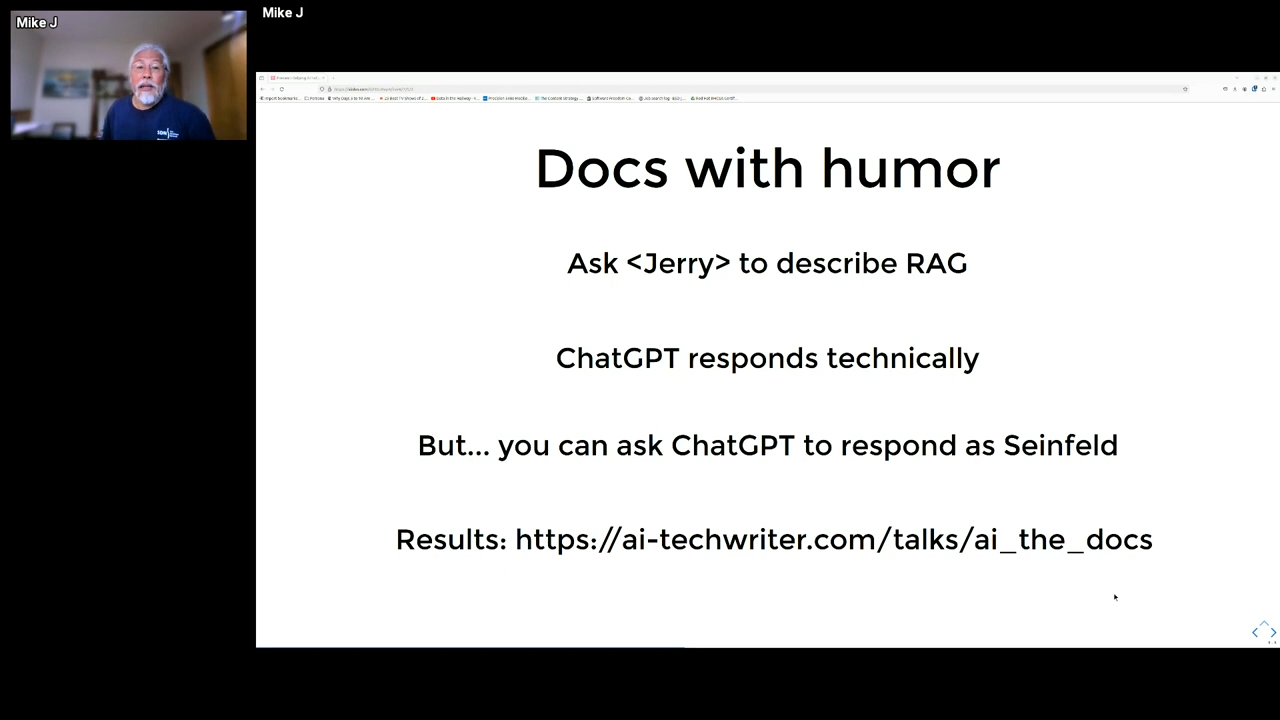 Mike J
Mike J
Docs with humor
Ask <Jerry> to describe RAG
ChatGPT responds technically
But... you can ask ChatGPT to respond as Seinfeld
Results: https://ai-techwriter.com/talks/ai_the_docs